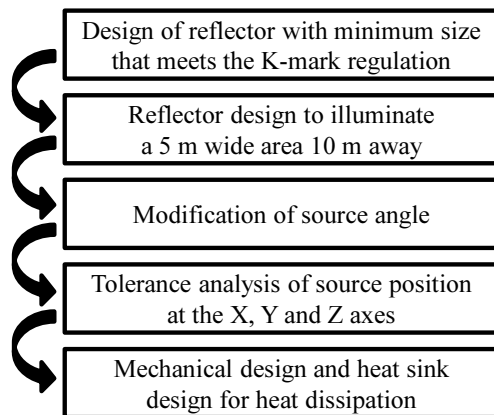 Design of reflector with minimum size
that meets the K-mark regulation
Reflector design to illuminate
a 5 m wide area 10 m away
Modification of source angle
Tolerance analysis of source position
at the X, Y and Z axes
Mechanical design and heat sink
design for heat dissipation